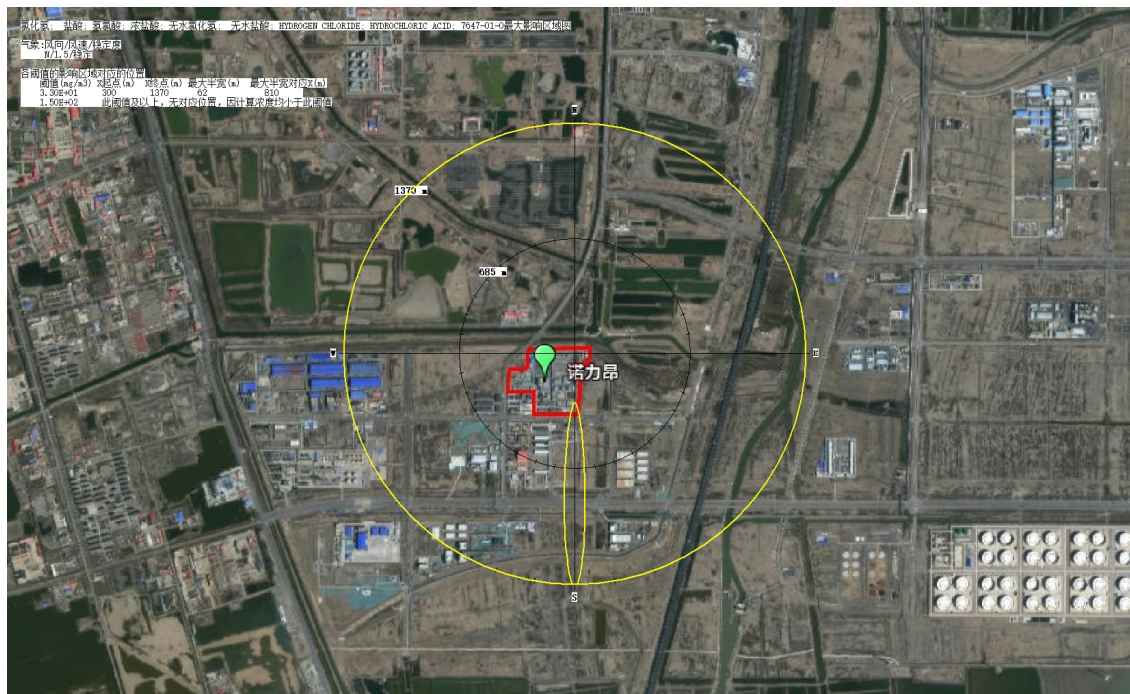 氯化氢; 盐酸; 氢氯酸; 浓盐酸; 无水氯化氢; 无水盐酸; HYDROGEN CHLORIDE; HYDROCHLORIC ACID; 7647-01-0最大影响区域图
气象:风向/风速/稳定度
N/1.5/稳定
各阈值的影响区域对应的位置
阈值(mg/m3) X起点(m) X终点(m) 最大半宽(m) 最大半宽对应X(m)
3.30E+01 300 1370 62 810
1.50E+02 此阈值及以上,无对应位置,因计算浓度均小于此阈值
N
1370 m
685 m
W
E
诺力昂
S